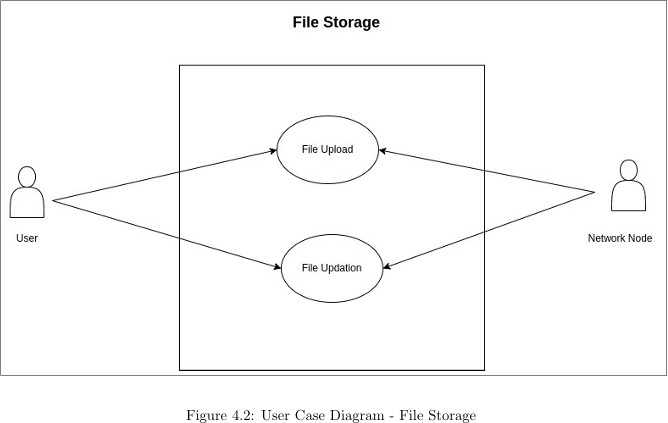 File Storage
File Upload
User
Network Node
File Updation
Figure 4.2: User Case Diagram - File Storage